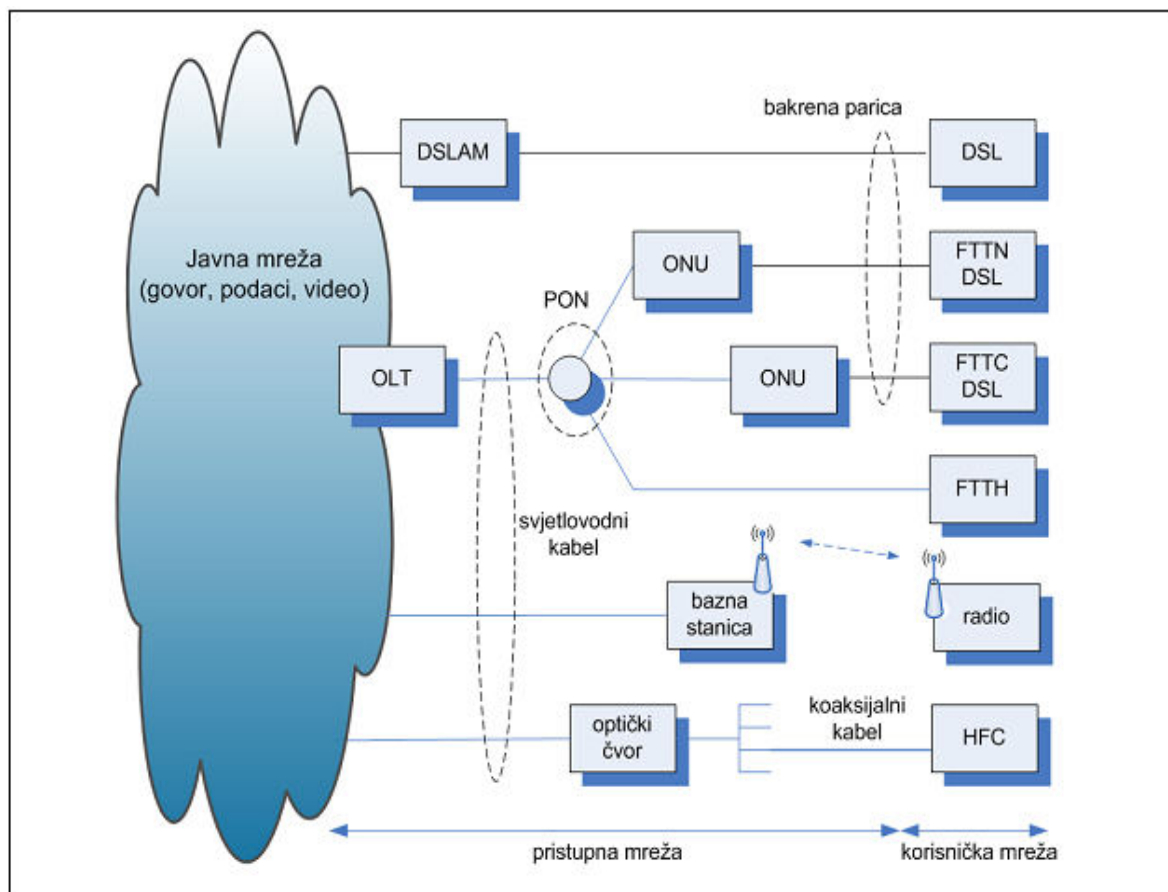 bakrena parica
DSLAM
DSL
Javna mreža
(govor, podaci, video)
ONU
FTTN
DSL
PON
OLT
ONU
FTTC
DSL
FTTH
svjetlovodni
kabel
bazna
stanica
radio
optički
čvor
koaksijalni
kabel
HFC
pristupna mreža
korisnička mreža